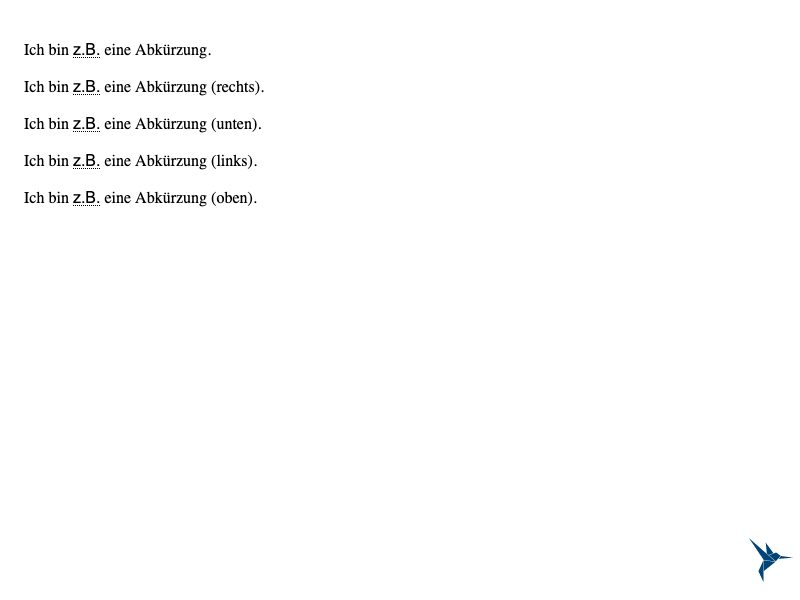 Ich bin z.B. eine Abkürzung.
Ich bin z.B. eine Abkürzung (rechts).
Ich bin z.B. eine Abkürzung (unten).
Ich bin z.B. eine Abkürzung (links).
Ich bin z.B. eine Abkürzung (oben).